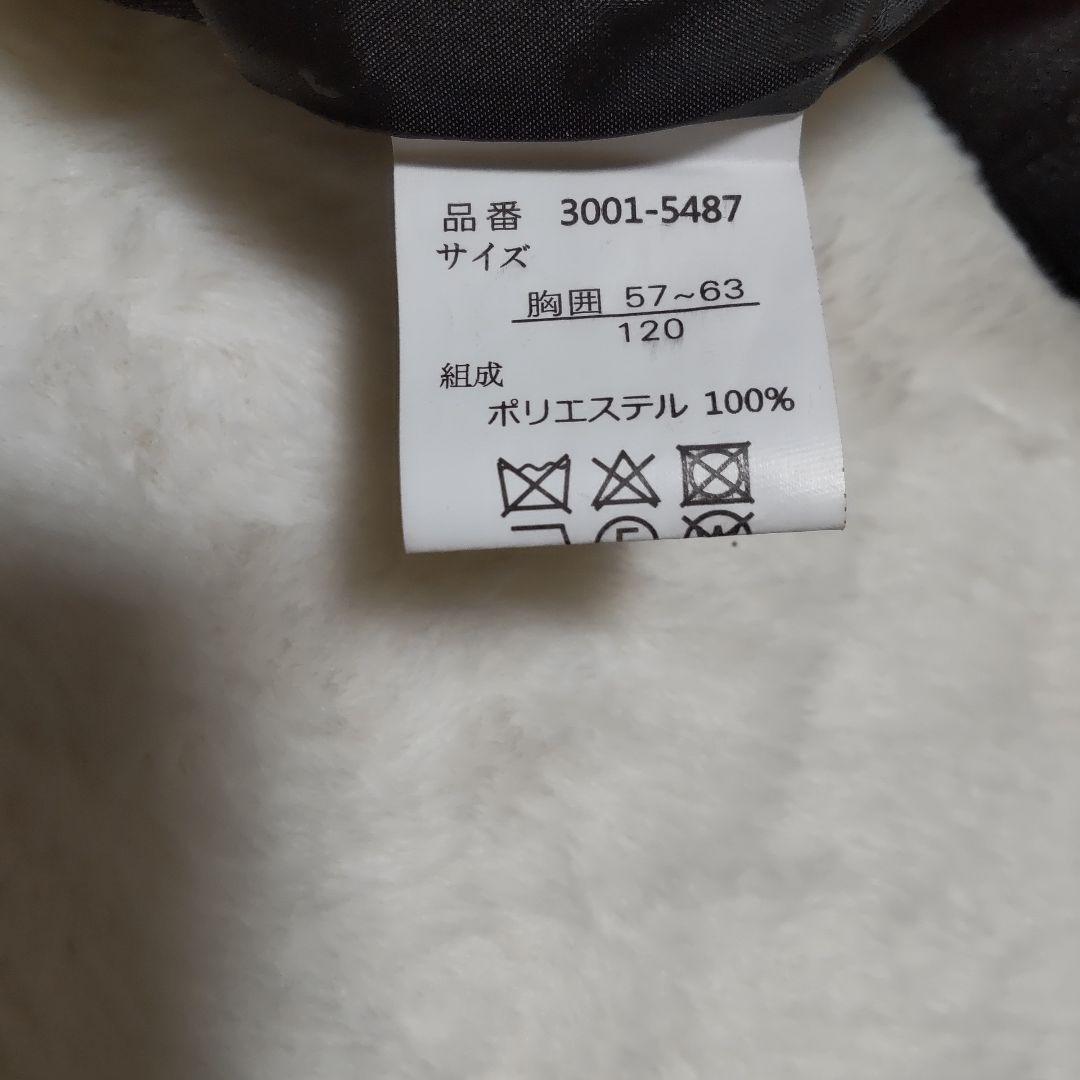 品番 3001-5487
サイズ
胸囲 57~63
120
組成
ポリエステル 100%